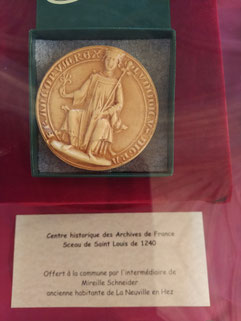 Centre historique des Archives de France
Sceau de Saint Louis de 1240
Offert à la commune par l'intermédiaire de
Mireille Schneider
ancienne habitante de La Neuville en Hez